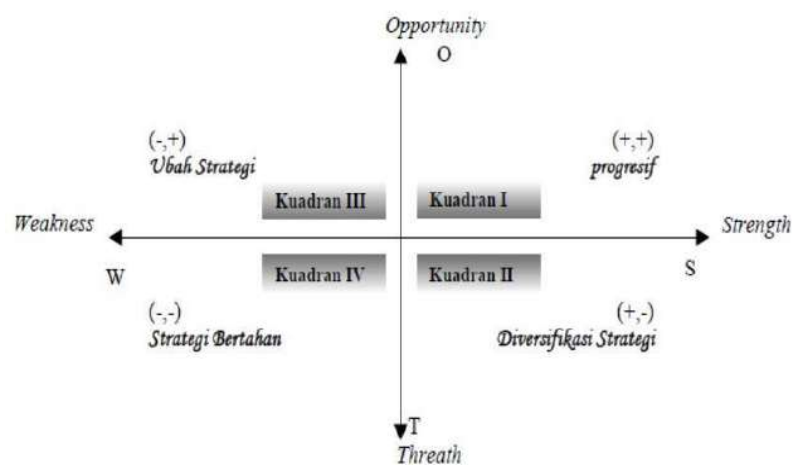 Opportunity
O
(-,+)
Ubah Strategi
(+,+)
progresif
Kuadran III
Kuadran I
Weakness
Strength
W
Kuadran IV
Kuadran II
S
(-,-)
Strategi Bertahan
(+,-)
Diversifikasi Strategi
T
Threath